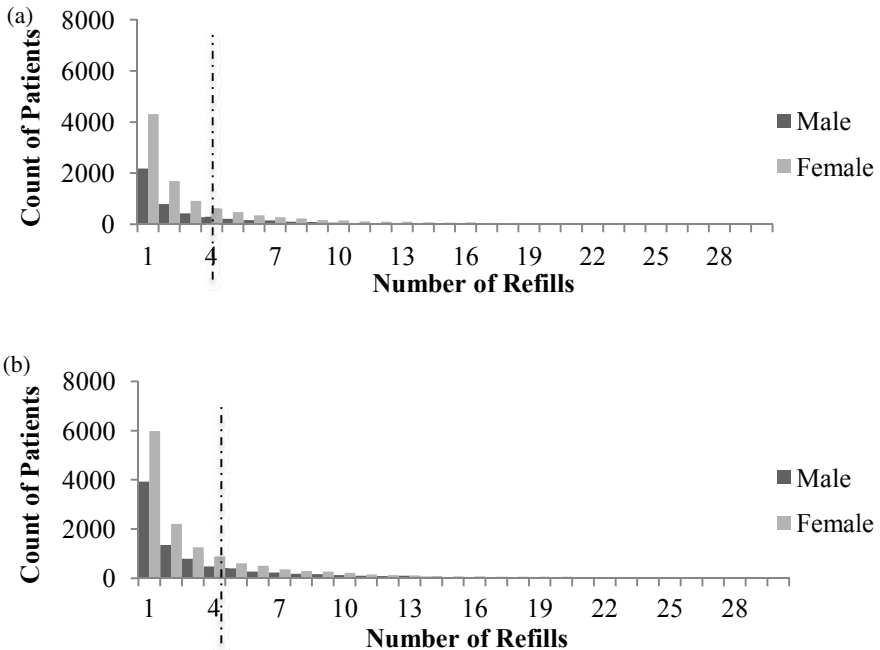 (a)
8000
6000
4000
2000
0
Count of Patients
Male
Female
1 4 7 10 13 16 19 22 25 28
Number of Refills
(b)
8000
6000
4000
2000
0
Count of Patients
Male
Female
1 4 7 10 13 16 19 22 25 28
Number of Refills